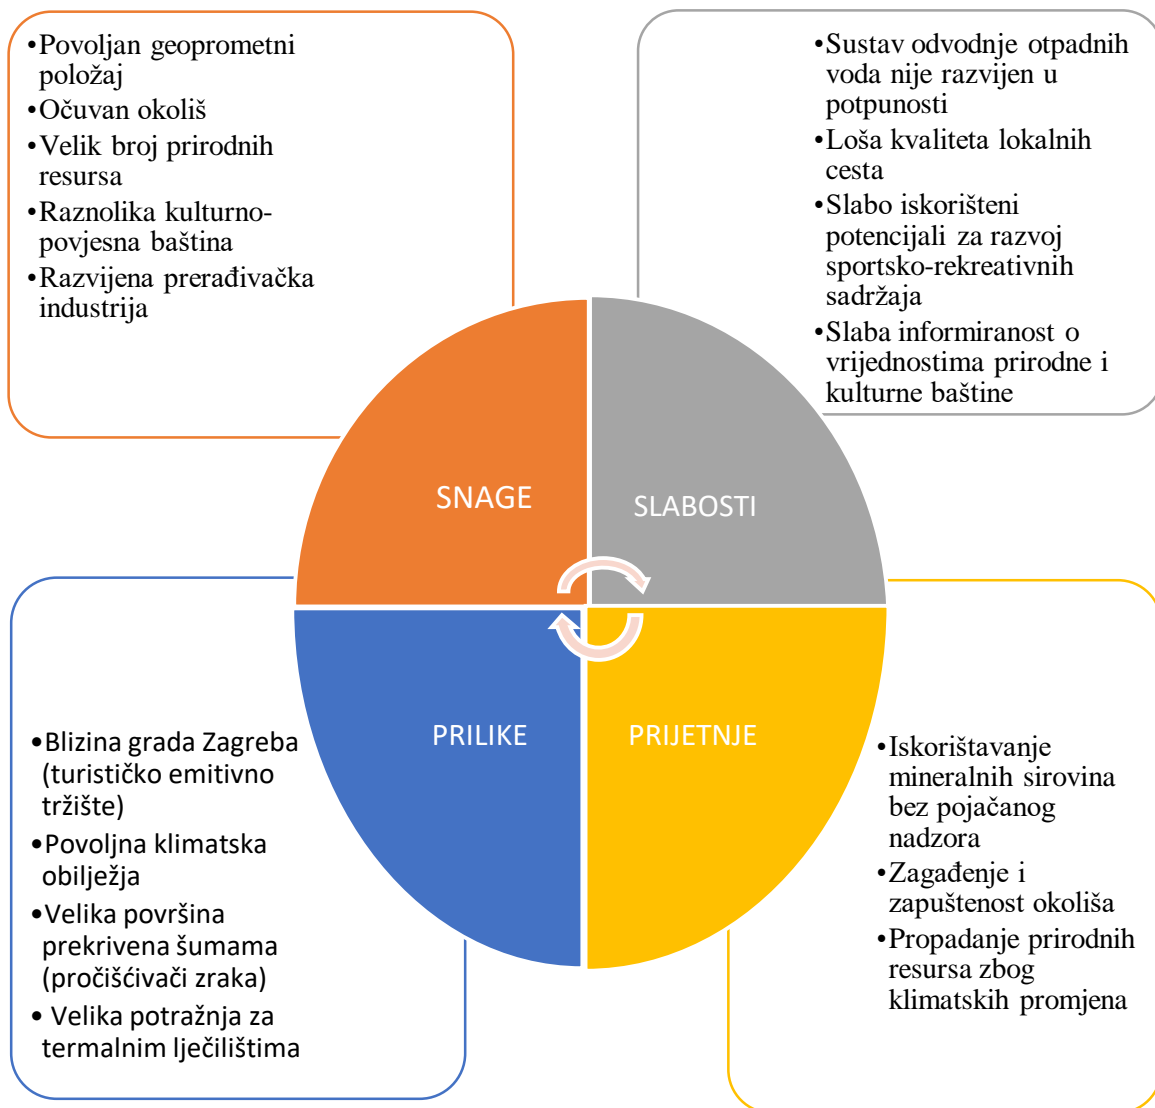 •Povoljan geoprometni
položaj
•Očuvan okoliš
•Velik broj prirodnih
resursa
•Raznolika kulturno-
povjesna baština
•Razvijena prerađivačka
industrija
•Sustav odvodnje otpadnih
voda nije razvijen u
potpunosti
•Loša kvaliteta lokalnih
cesta
•Slabo iskorišteni
potencijali za razvoj
sportsko-rekreativnih
sadržaja
•Slaba informiranost o
vrijednostima prirodne i
kulturne baštine
SNAGE
SLABOSTI
PRILIKE
PRIJETNJE
•Blizina grada Zagreba
(turističko emitivno
tržište)
•Povoljna klimatska
obilježja
•Velika površina
prekrivena šumama
(pročišćivači zraka)
• Velika potražnja za
termalnim lječilištima
•Iskorištavanje
mineralnih sirovina
bez pojačanog
nadzora
•Zagađenje i
zapuštenost okoliša
•Propadanje prirodnih
resursa zbog
klimatskih promjena